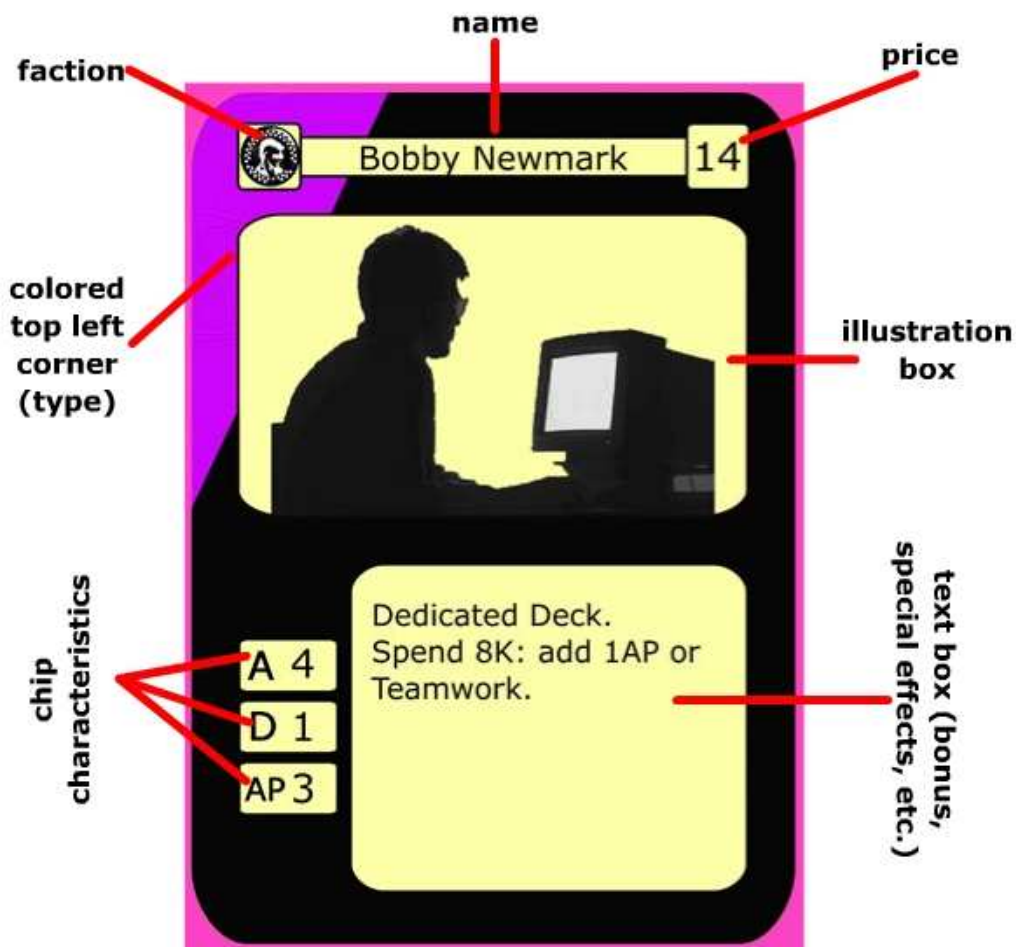 name
faction
price
Bobby Newmark
14
colored
top left
corner
(type)
illustration
box
chip
characteristics
A 4
D 1
AP 3
Dedicated Deck.
Spend 8K: add 1AP or
Teamwork.
text box (bonus,
special effects, etc.)